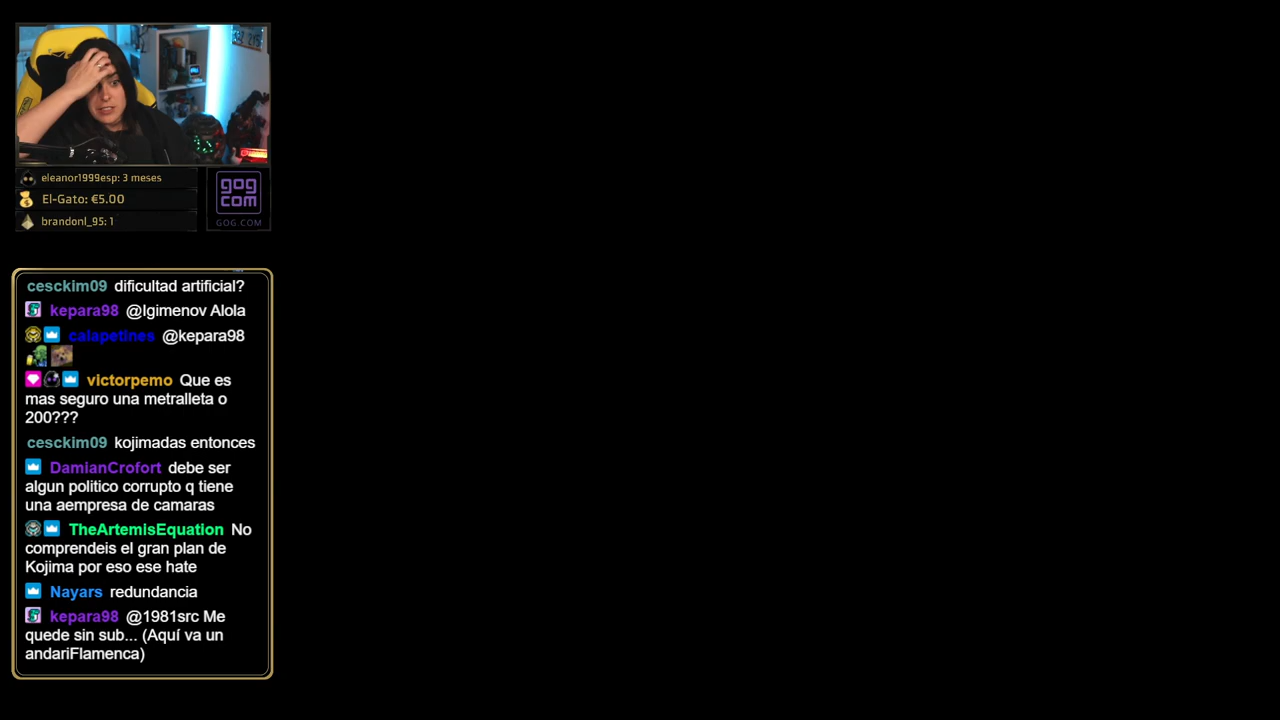 eleanor1999esp: 3 meses
El-Gato: €5.00
brandonl_95: 1
gog
com
GOG.COM
cesckim09 dificultad artificial?
kepara98 @Igimenov Alola
calapetines @kepara98
victorpemo Que es
mas seguro una metralleta o
200???
cesckim09 kojimadas entonces
DamianCrofort debe ser
algun politico corrupto q tiene
una aempresa de camaras
TheArtemisEquation No
comprendeis el gran plan de
Kojima por eso ese hate
Nayars redundancia
kepara98 @1981src Me
quede sin sub... (Aquí va un
andariFlamenca)